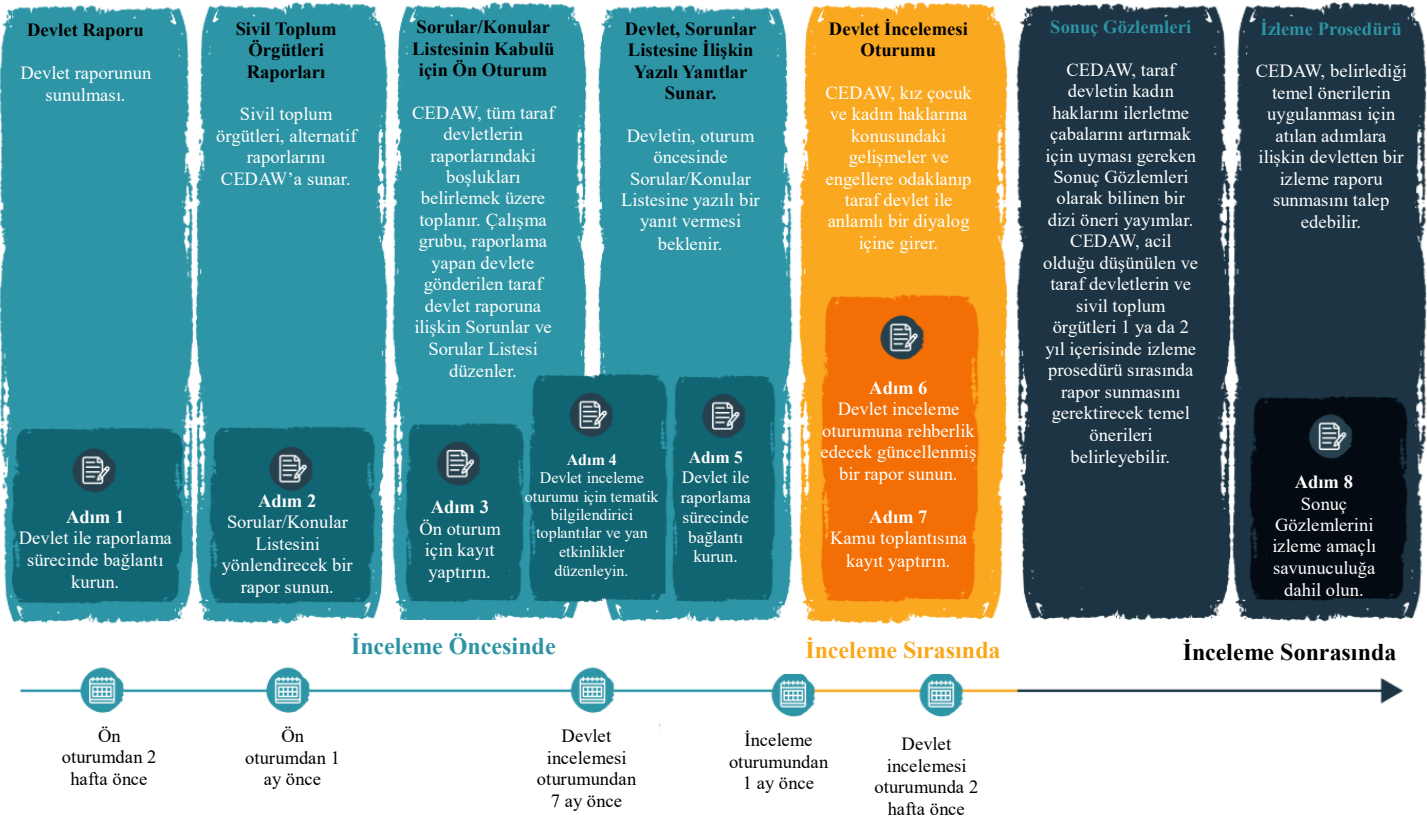 Devlet Raporu
Devlet raporunun
sunulması.
Adım 1
Devlet ile raporlama
sürecinde bağlantı
kurun.
Sivil Toplum
Örgütleri
Raporları
Sivil toplum
örgütleri, alternatif
raporlarını
CEDAW’a sunar.
Adım 2
Sorular/Konular
Listesini
yönlendirecek bir
rapor sunun.
Sorular/Konular
Listesinin Kabulü
için Ön Oturum
CEDAW, tüm taraf
devletlerin
raporlarındaki
boşlukları
belirlemek üzere
toplanır. Çalışma
grubu, raporlama
yapan devlete
gönderilen taraf
devlet raporuna
ilişkin Sorunlar ve
Sorular Listesi
düzenler.
Adım 3
Ön oturum
için kayıt
yaptırın.
Adım 4
Devlet inceleme
oturumu için tematik
bilgilendirici
toplantılar ve yan
etkinlikler
düzenleyin.
Devlet, Sorunlar
Listesine İlişkin
Yazılı Yanıtlar
Sunar.
Devletin, oturum
öncesinde
Sorular/Konular
Listesine yazılı bir
yanıt vermesi
beklenir.
Adım 5
Devlet ile
raporlama
sürecinde
bağlantı
kurun.
Devlet İncelemesi
Oturumu
CEDAW, kız çocuk
ve kadın haklarına
konusundaki
gelişmeler ve
engellere odaklanıp
taraf devlet ile
anlamlı bir diyalog
içine girer.
Adım 6
Devlet inceleme
oturumuna rehberlik
edecek güncellenmiş
bir rapor sunun.
Adım 7
Kamu toplantısına
kayıt yaptırın.
Sonuç Gözlemleri
CEDAW, taraf
devletin kadın
haklarını ilerletme
çabalarını artırmak
için uyması gereken
Sonuç Gözlemleri
olarak bilinen bir
dizi öneri yayımlar.
CEDAW, acil
olduğu düşünülen ve
taraf devletlerin ve
sivil toplum
örgütleri 1 ya da 2
yıl içerisinde izleme
prosedürü sırasında
rapor sunmasını
gerektirecek temel
önerileri
belirleyebilir.
İzleme Prosedürü
CEDAW, belirlediği
temel önerilerin
uygulanması için
atılan adımlara
ilişkin devletten bir
izleme raporu
sunmasını talep
edebilir.
Adım 8
Sonuç
Gözlemlerini
izleme amaçlı
savunuculuğa
dahil olun.
İnceleme Öncesinde
İnceleme Sırasında
İnceleme Sonrasında
Ön
oturumdan 2
hafta önce
Ön
oturumdan 1
ay önce
Devlet
incelemesi
oturumundan
7 ay önce
İnceleme
oturumundan
1 ay önce
Devlet
incelemesi
oturumunda 2
hafta önce